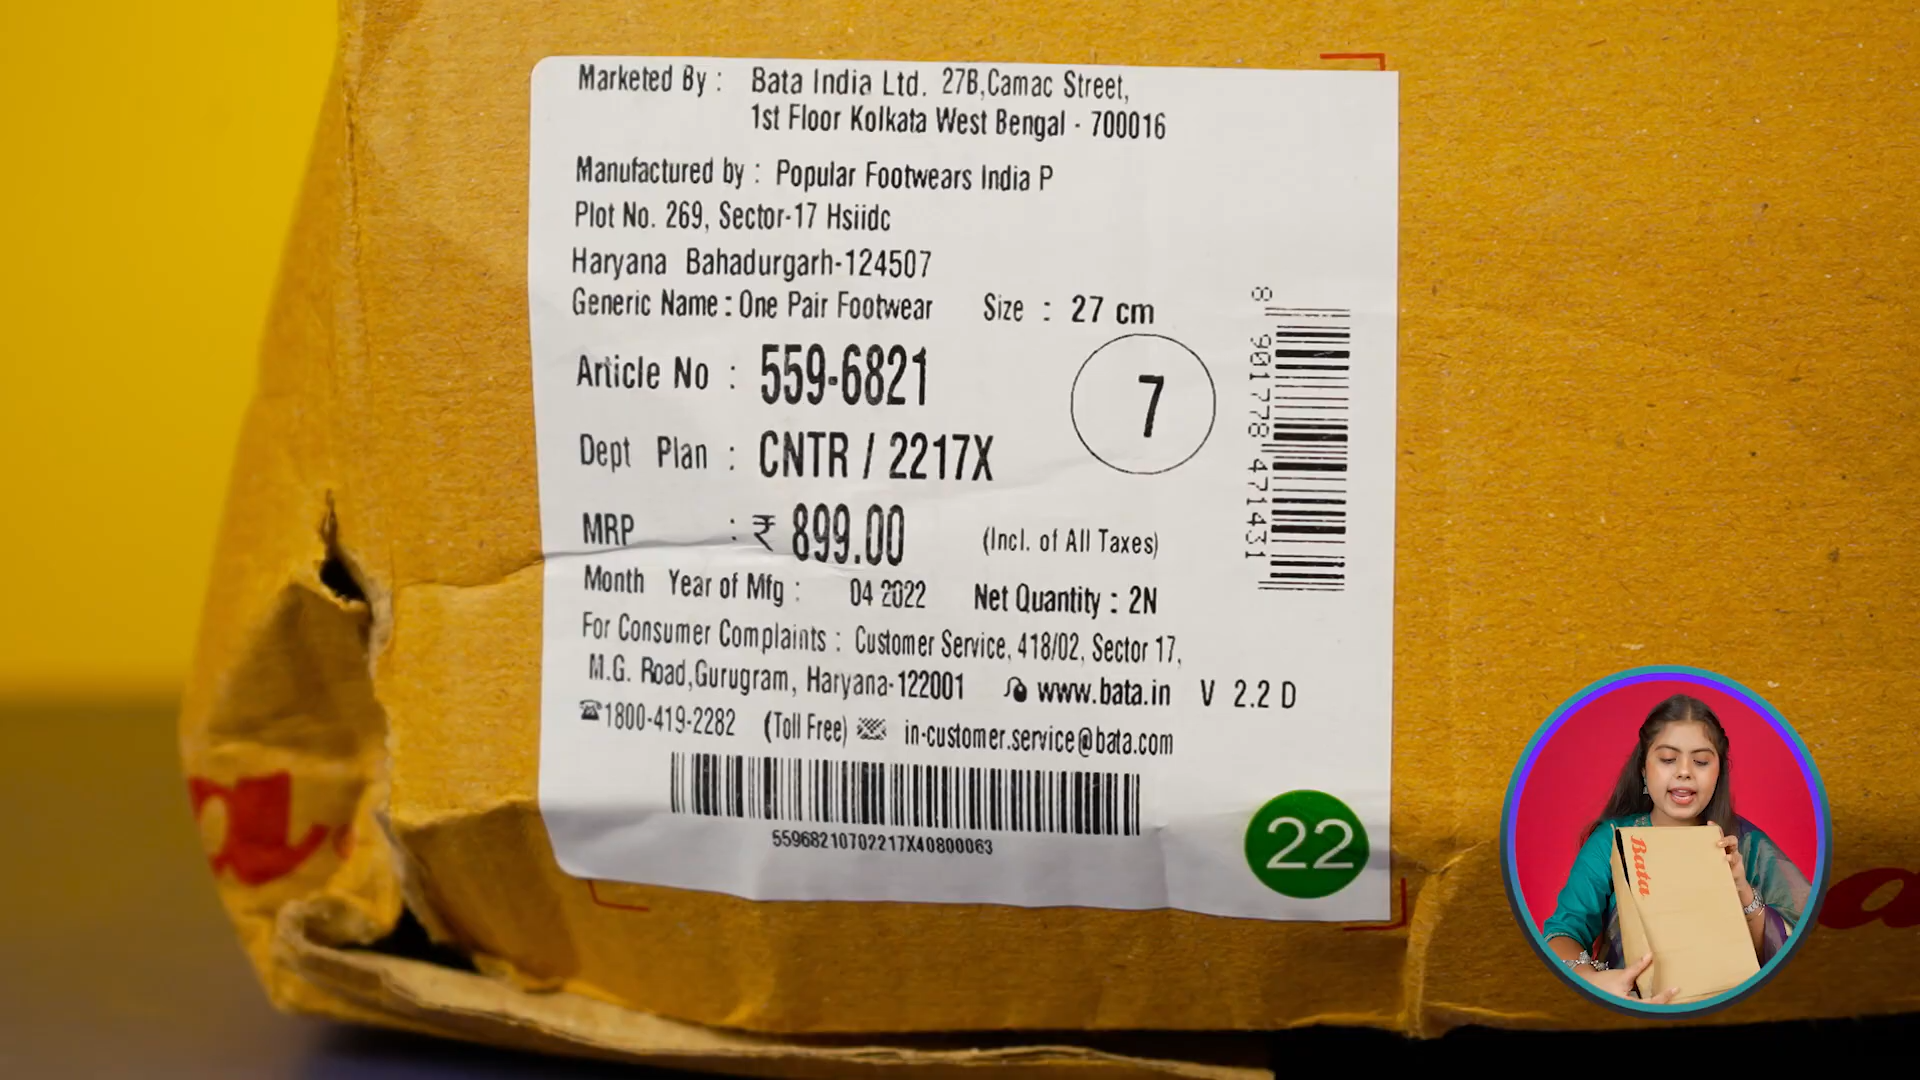 Marketed By : Bata India Ltd. 27B,Camac Street,
1st Floor Kolkata West Bengal - 700016
Manufactured by : Popular Footwears India P
Plot No. 269, Sector-17 Hsiidc
Haryana Bahadurgarh-124507
Generic Name : One Pair Footwear Size : 27 cm
Article No : 559-6821
7
Dept Plan : CNTR / 2217X
MRP : ₹ 899.00 (Incl. of All Taxes)
Month Year of Mfg : 04 2022 Net Quantity : 2N
For Consumer Complaints : Customer Service, 418/02, Sector 17,
M.G. Road,Gurugram, Haryana-122001 www.bata.in V 2.2 D
1800-419-2282 (Toll Free) in-customer.service@bata.com
55968210702217X40800063
22
8 901778 471431
Bata